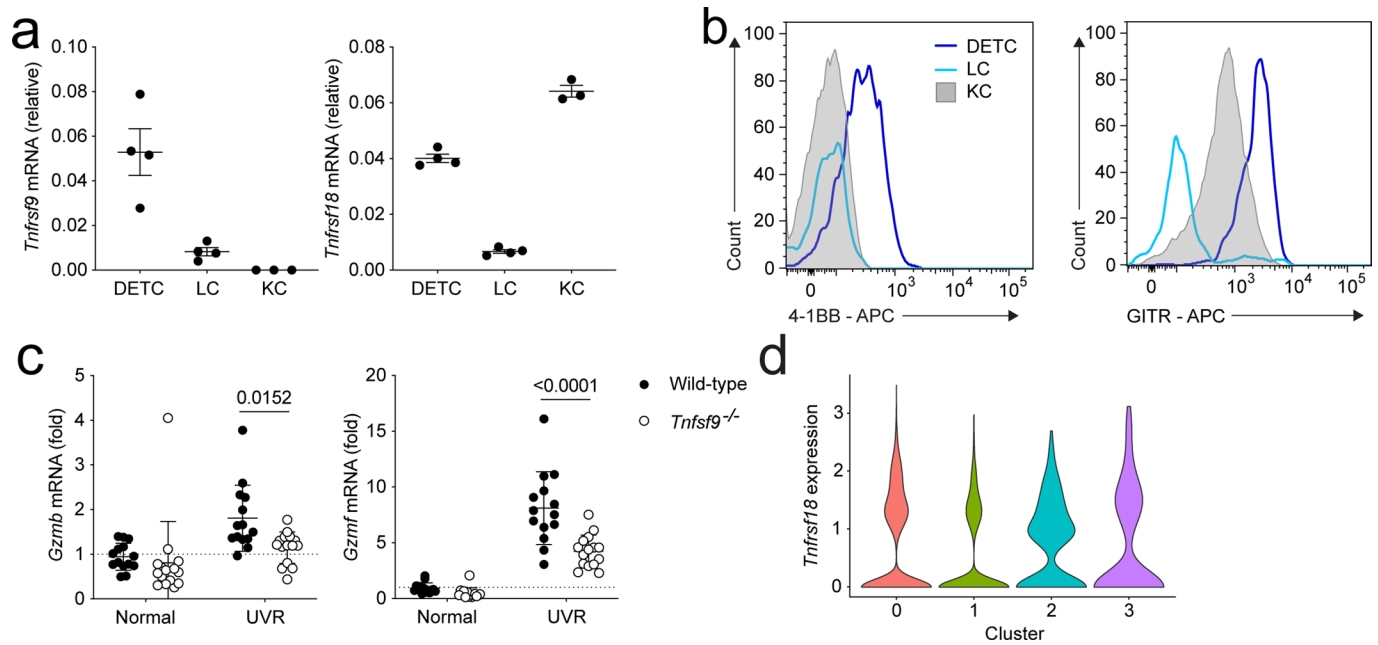 a
Tnfrsf9 mRNA (relative)
0.10
0.08
0.06
0.04
0.02
0.00
DETC LC KC
Tnfrsf18 mRNA (relative)
0.08
0.06
0.04
0.02
0.00
DETC LC KC
b
Count
100
80
60
40
20
0
0 10³ 10⁴ 10⁵
4-1BB - APC
DETC
LC
KC
Count
100
80
60
40
20
0
0 10³ 10⁴ 10⁵
GITR - APC
c
Gzmb mRNA (fold)
5
4
3
2
1
0
0.0152
Normal UVR
Gzmf mRNA (fold)
20
15
10
5
0
<0.0001
Normal UVR
Wild-type
Tnfsf9⁻/⁻
d
Tnfrsf18 expression
3
2
1
0
0 1 2 3
Cluster